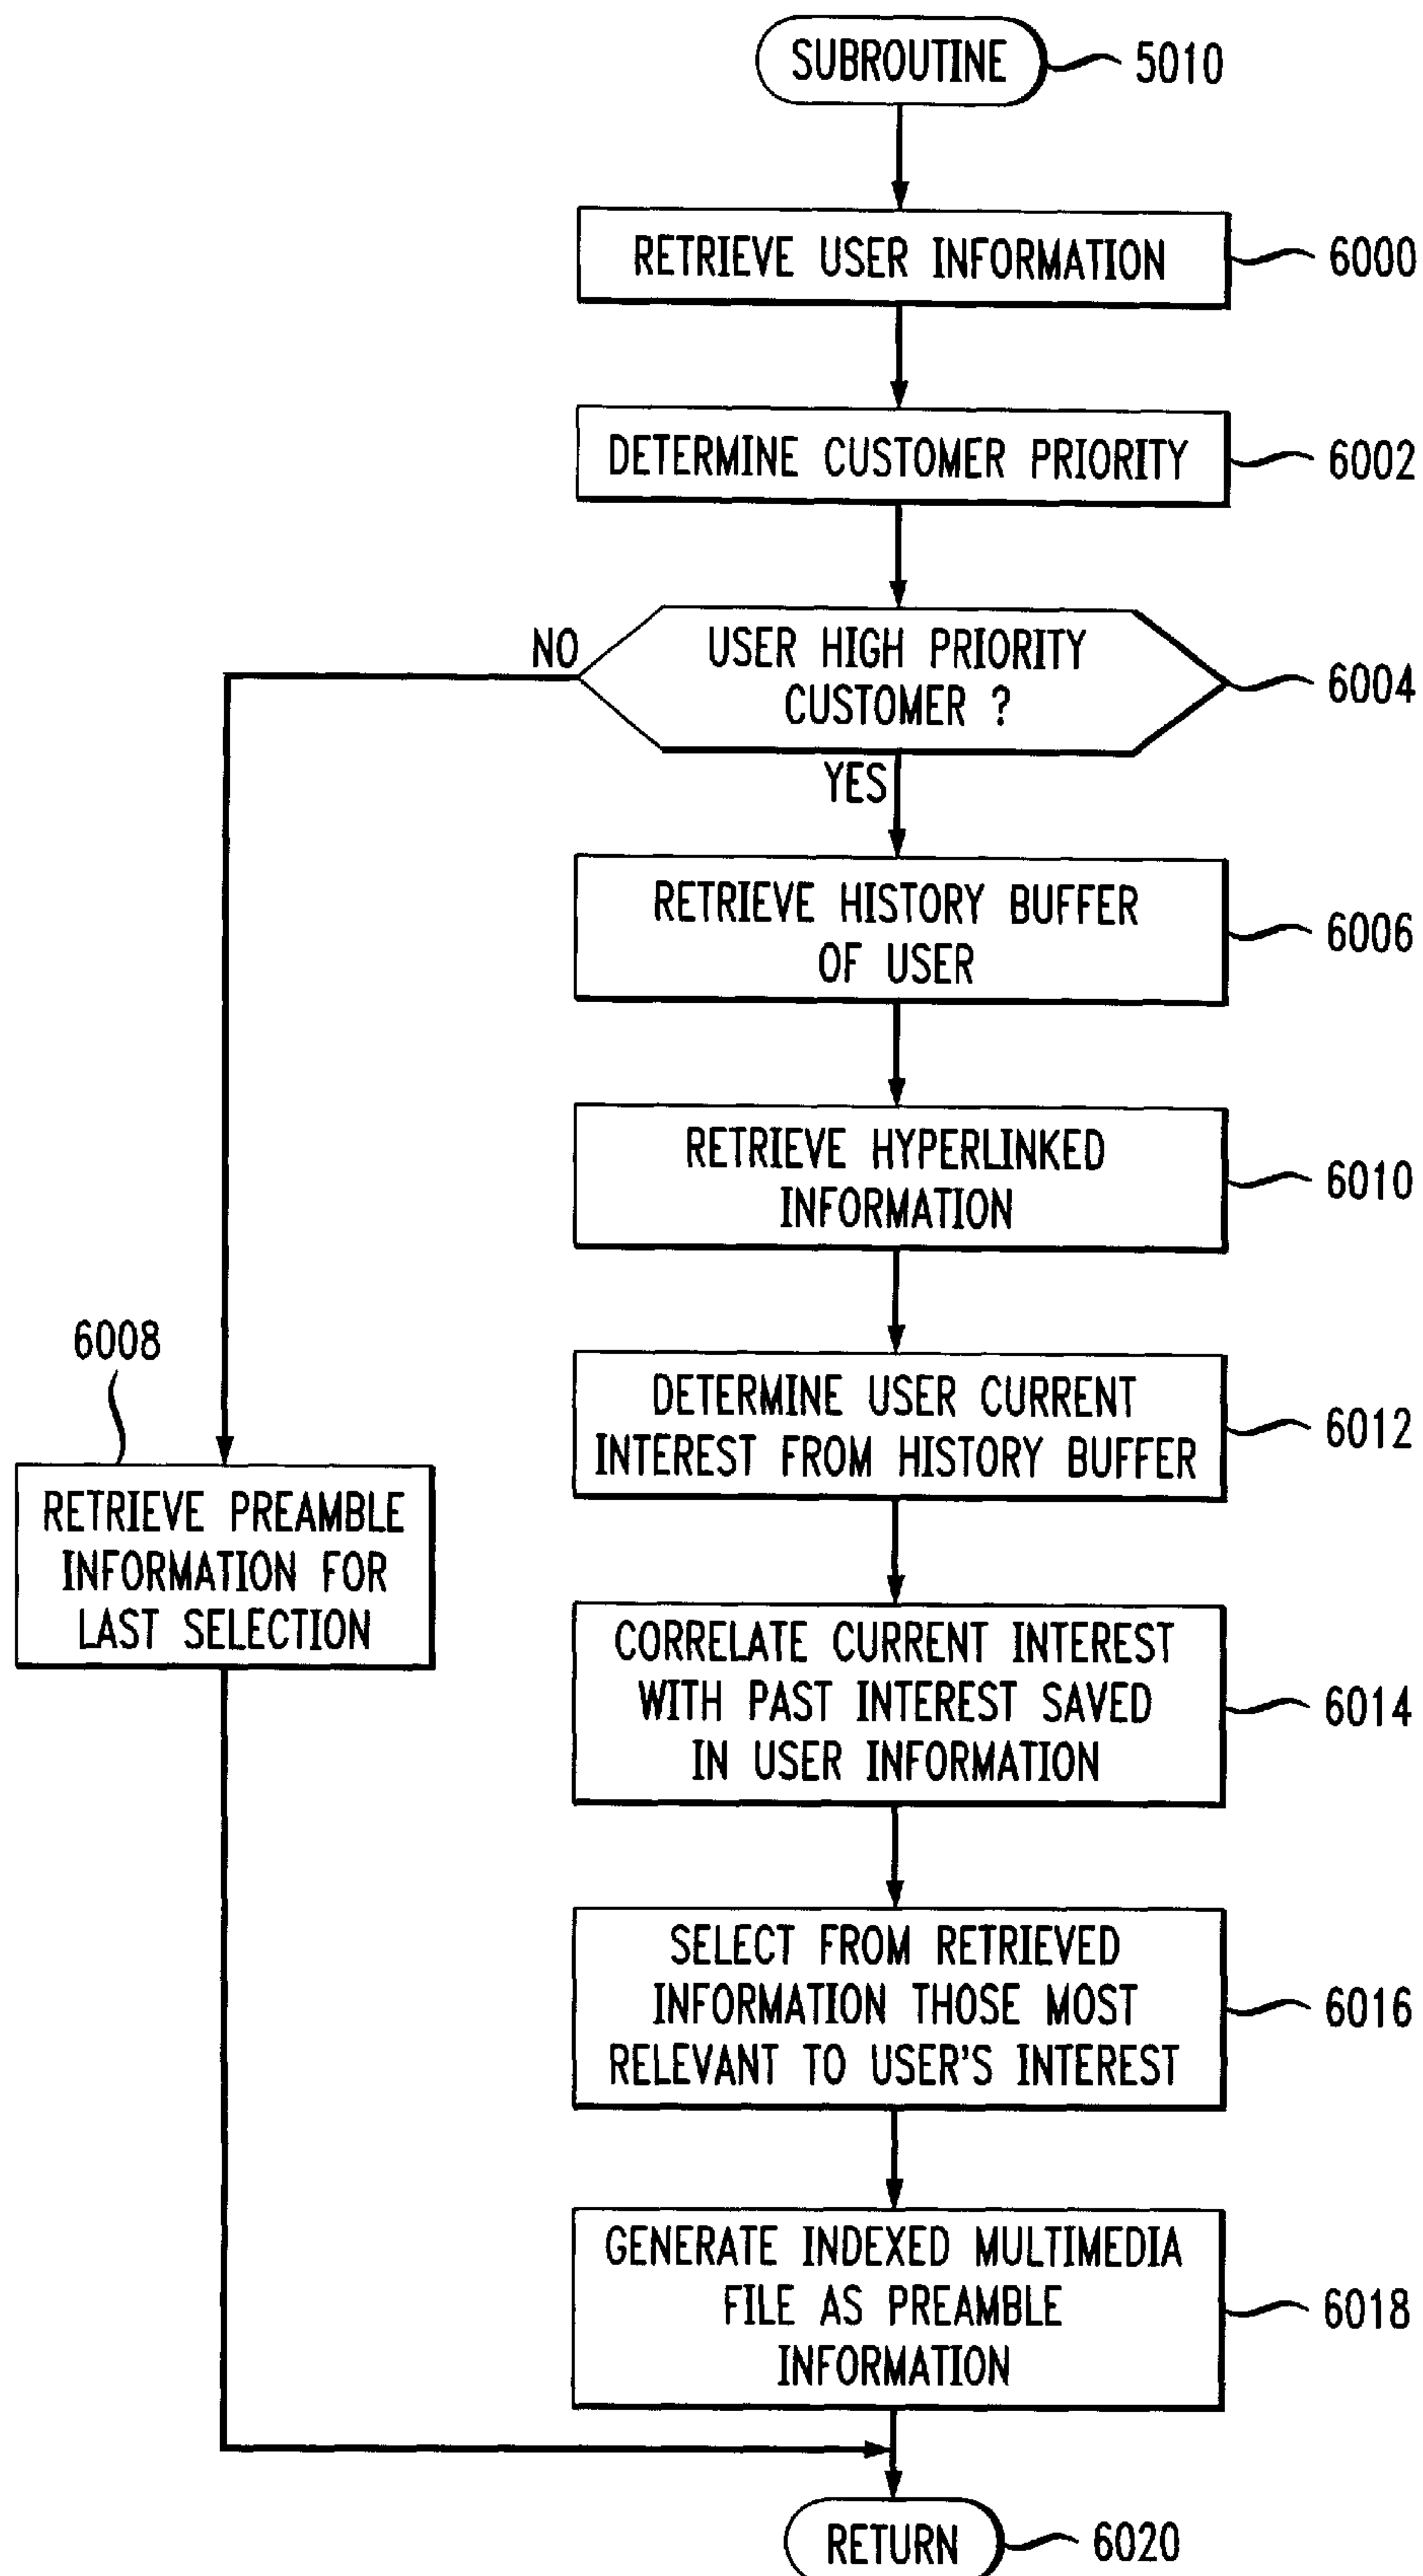 SUBROUTINE
5010
RETRIEVE USER INFORMATION
6000
DETERMINE CUSTOMER PRIORITY
6002
NO
USER HIGH PRIORITY
CUSTOMER ?
6004
YES
RETRIEVE HISTORY BUFFER
OF USER
6006
RETRIEVE HYPERLINKED
INFORMATION
6010
6008
RETRIEVE PREAMBLE
INFORMATION FOR
LAST SELECTION
DETERMINE USER CURRENT
INTEREST FROM HISTORY BUFFER
6012
CORRELATE CURRENT INTEREST
WITH PAST INTEREST SAVED
IN USER INFORMATION
6014
SELECT FROM RETRIEVED
INFORMATION THOSE MOST
RELEVANT TO USER'S INTEREST
6016
GENERATE INDEXED MULTIMEDIA
FILE AS PREAMBLE
INFORMATION
6018
RETURN
6020